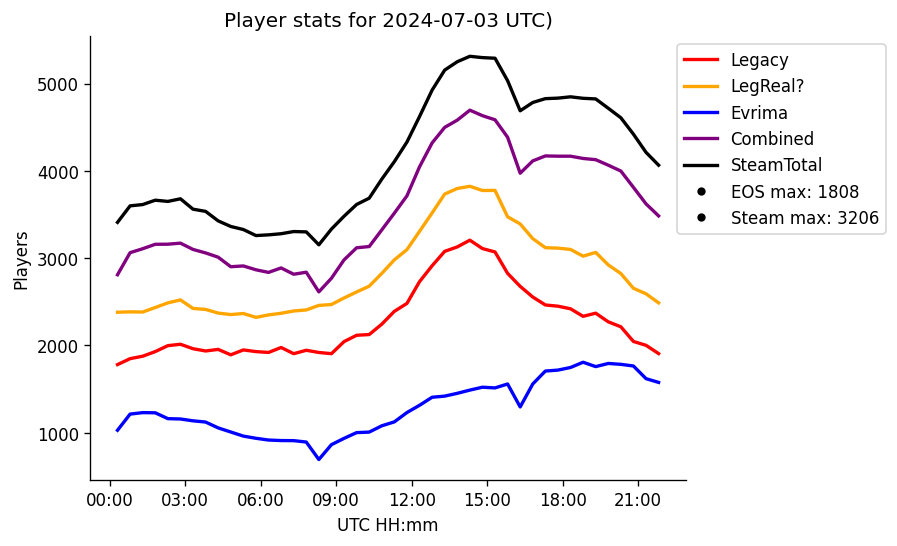 Player stats for 2024-07-03 UTC)
Legacy
LegReal?
Evrima
Combined
SteamTotal
EOS max: 1808
Steam max: 3206
5000
4000
3000
2000
1000
Players
00:00 03:00 06:00 09:00 12:00 15:00 18:00 21:00
UTC HH:mm